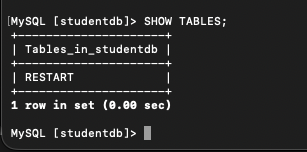 MySQL [studentdb]> SHOW TABLES;
+---------------------+
| Tables_in_studentdb |
+---------------------+
| RESTART             |
+---------------------+
1 row in set (0.00 sec)
MySQL [studentdb]>